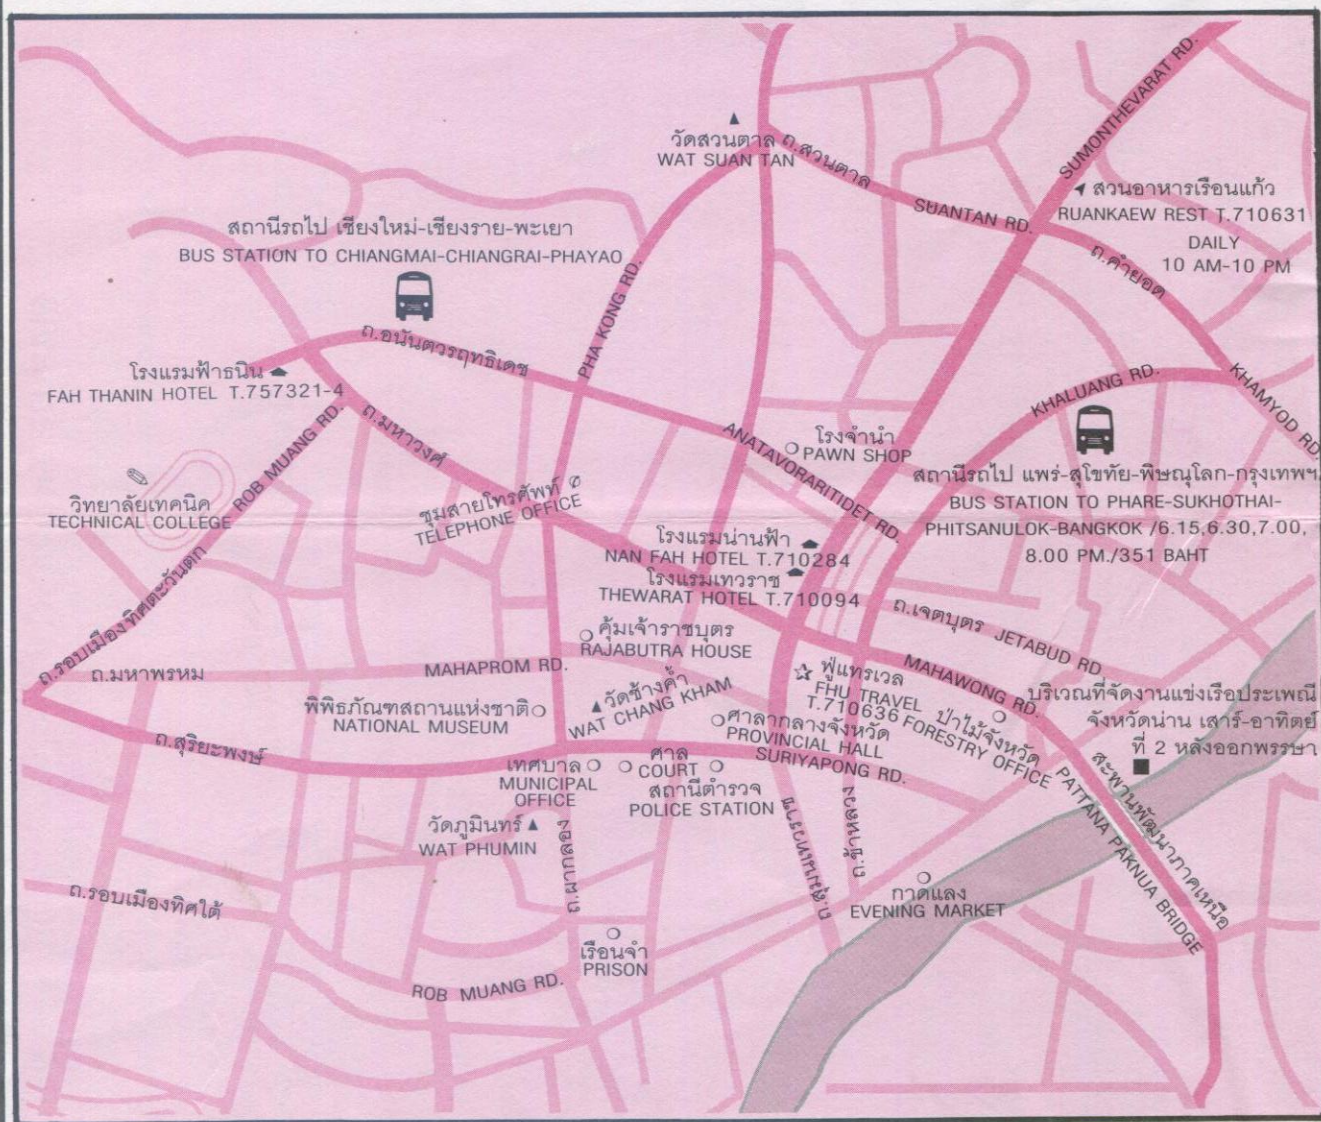 SUMONTHEVARAT RD.
วัดสวนตาล
WAT SUAN TAN
ถ.สวนตาล
SUANTAN RD.
สวนอาหารเรือนแก้ว
RUANKAEW REST T.710631
DAILY
10 AM-10 PM
ถ.คำยอด
KHAMYOD RD.
สถานีรถไป เชียงใหม่-เชียงราย-พะเยา
BUS STATION TO CHIANGMAI-CHIANGRAI-PHAYAO
PHA KONG RD.
ถ.อนันตวรฤทธิเดช
ANATAVORARITIDET RD.
โรงแรมฟ้าธนิน
FAH THANIN HOTEL T.757321-4
ROB MUANG RD.
ถ.มหาวงศ์
KHALUANG RD.
โรงจำนำ
PAWN SHOP
สถานีรถไป แพร่-สุโขทัย-พิษณุโลก-กรุงเทพฯ
BUS STATION TO PHARE-SUKHOTHAI-
PHITSANULOK-BANGKOK /6.15,6.30,7.00,
8.00 PM./351 BAHT
วิทยาลัยเทคนิค
TECHNICAL COLLEGE
ชุมสายโทรศัพท์
TELEPHONE OFFICE
โรงแรมน่านฟ้า
NAN FAH HOTEL T.710284
โรงแรมเทวราช
THEWARAT HOTEL T.710094
ถ.เจตบุตร JETABUD RD
ถ.รอบเมืองทิศตะวันตก
คุ้มเจ้าราชบุตร
RAJABUTRA HOUSE
ถ.มหาพรหม
MAHAPROM RD.
MAHAWONG RD.
ฟู่แทรเวล
FHU TRAVEL
T.710636
ป่าไม้จังหวัด
FORESTRY OFFICE
บริเวณที่จัดงานแข่งเรือประเพณี
จังหวัดน่าน เสาร์-อาทิตย์
ที่ 2 หลังออกพรรษา
พิพิธภัณฑสถานแห่งชาติ
NATIONAL MUSEUM
วัดช้างค้ำ
WAT CHANG KHAM
ศาลากลางจังหวัด
PROVINCIAL HALL
ถ.สุริยะพงษ์
SURIYAPONG RD.
เทศบาล
MUNICIPAL
OFFICE
ศาล
COURT
สถานีตำรวจ
POLICE STATION
สะพานพัฒนาภาคเหนือ
PATTANA PAKNUA BRIDGE
วัดภูมินทร์
WAT PHUMIN
ถ.ผากลอง
ถ.สุมนเทวราช
ถ.ข้าหลวง
กาดแลง
EVENING MARKET
ถ.รอบเมืองทิศใต้
เรือนจำ
PRISON
ROB MUANG RD.